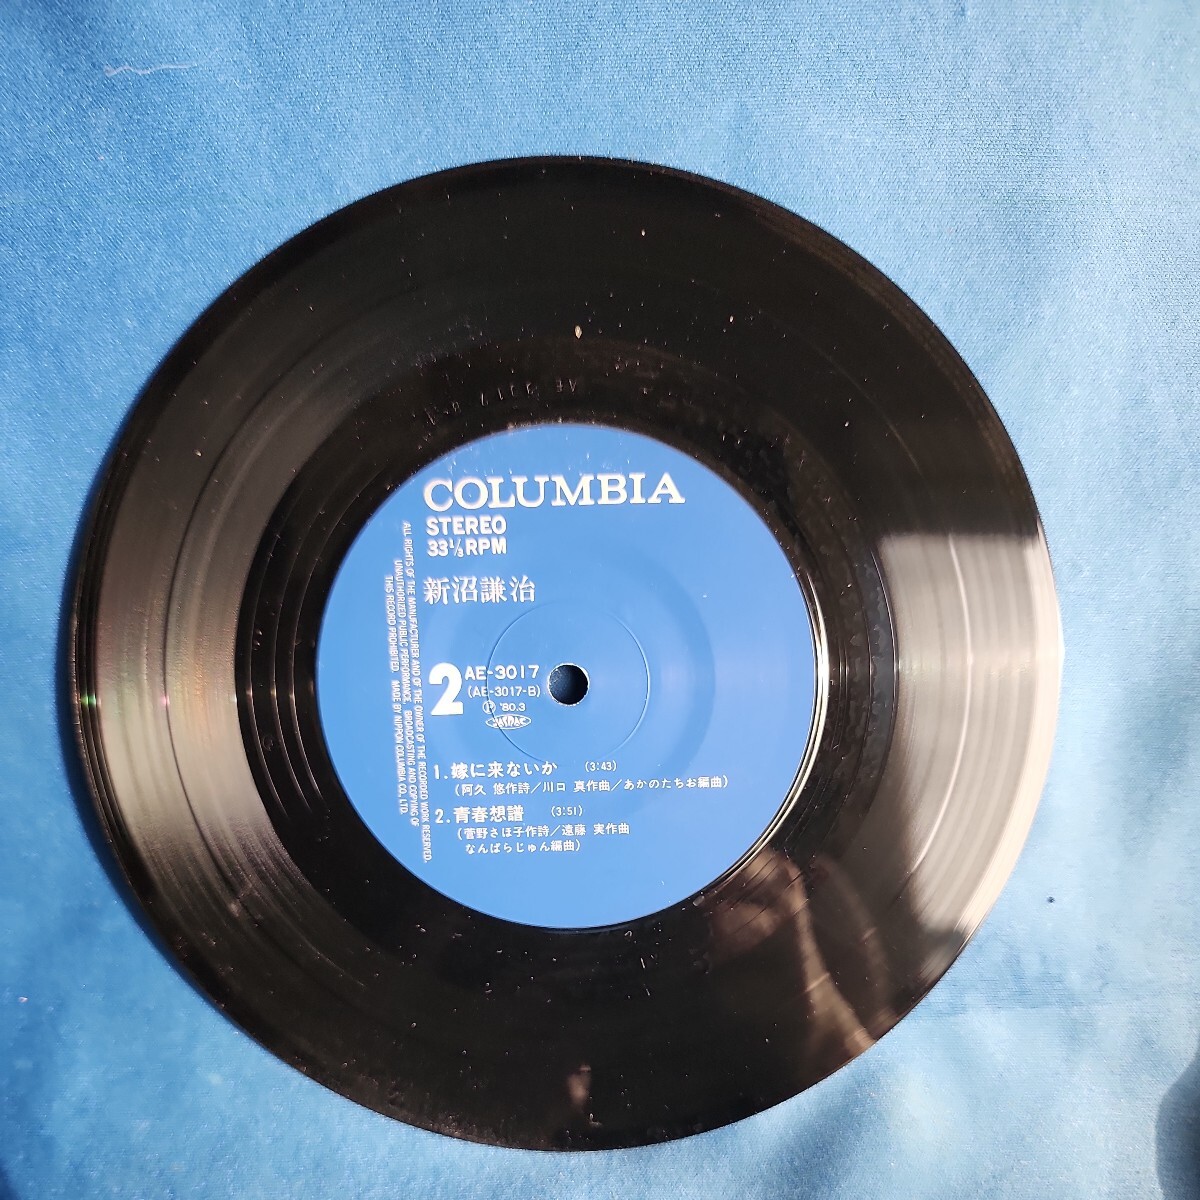 COLUMBIA
STEREO
33⅓RPM
新沼謙治
2
AE-3017
(AE-3017-B)
Ⓟ '80.3
JASRAC
1. 嫁に来ないか (3:43)
(阿久 悠作詩/川口 真作曲/あかのたちお編曲)
2. 青春想譜 (3:51)
(菅野さほ子作詩/遠藤 実作曲
なんばらじゅん編曲)
ALL RIGHTS OF THE MANUFACTURER AND OF THE OWNER OF THE RECORDED WORK RESERVED.
UNAUTHORIZED PUBLIC PERFORMANCE, BROADCASTING AND COPYING OF
THIS RECORD PROHIBITED. MADE BY NIPPON COLUMBIA CO., LTD.
AE 3017